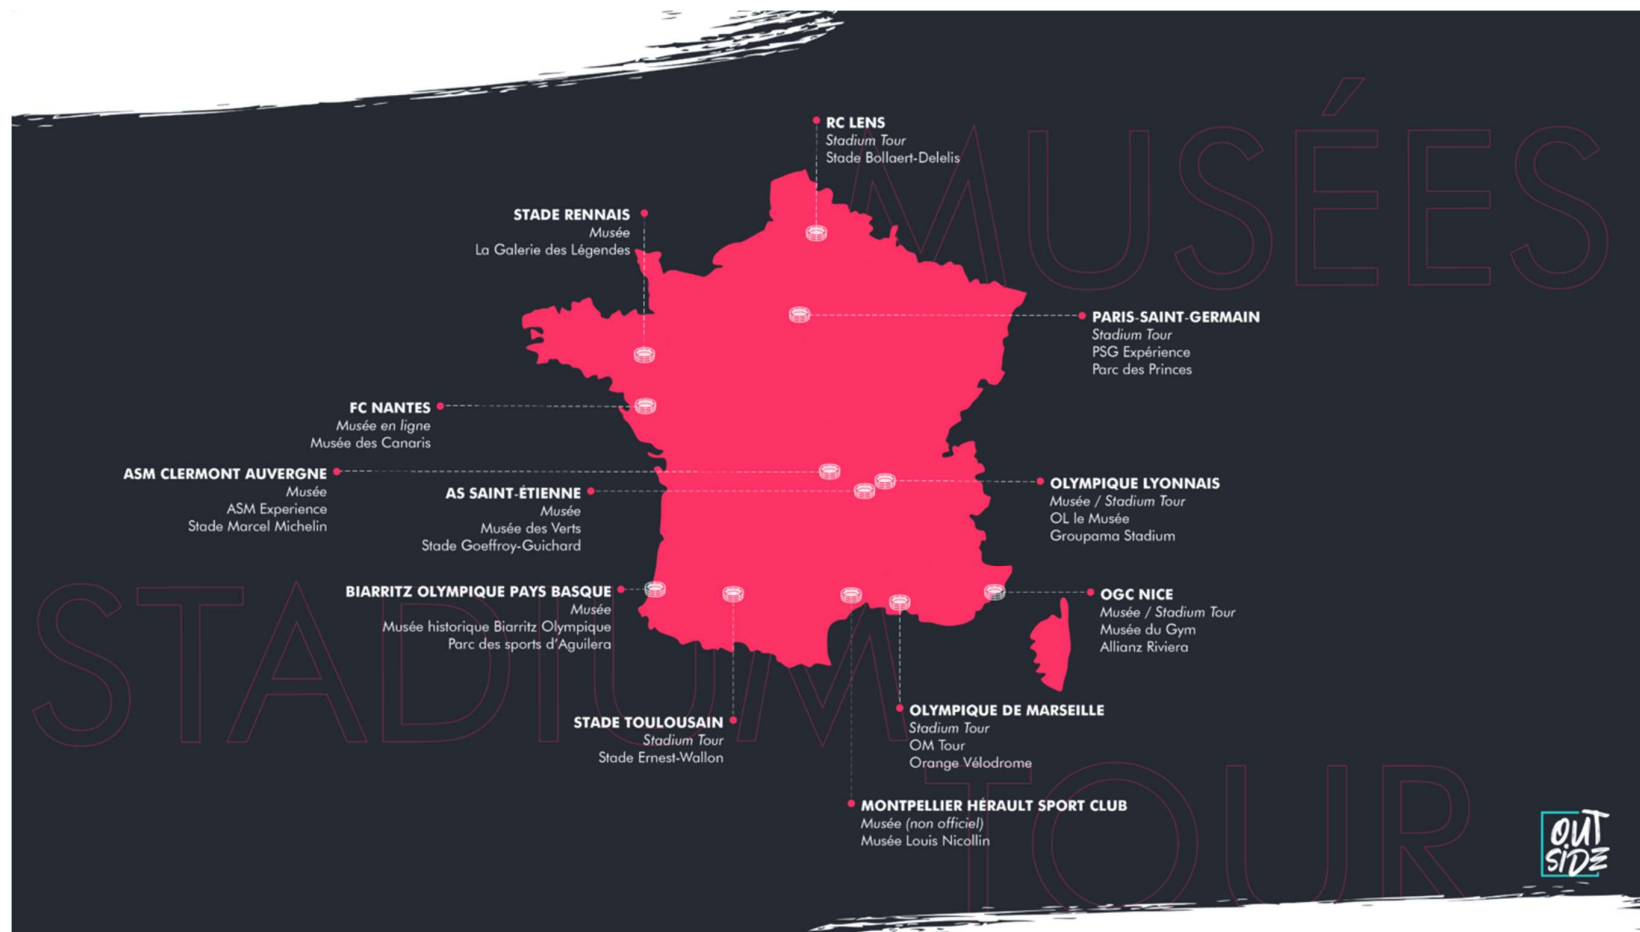 MUSÉES
RC LENS
Stadium Tour
Stade Bollaert-Delelis
STADE RENNAIS
Musée
La Galerie des Légendes
PARIS-SAINT-GERMAIN
Stadium Tour
PSG Expérience
Parc des Princes
FC NANTES
Musée en ligne
Musée des Canaris
ASM CLERMONT AUVERGNE
Musée
ASM Experience
Stade Marcel Michelin
AS SAINT-ÉTIENNE
Musée
Musée des Verts
Stade Goeffroy-Guichard
OLYMPIQUE LYONNAIS
Musée / Stadium Tour
OL le Musée
Groupama Stadium
BIARRITZ OLYMPIQUE PAYS BASQUE
Musée
Musée historique Biarritz Olympique
Parc des sports d'Aguilera
OGC NICE
Musée / Stadium Tour
Musée du Gym
Allianz Riviera
STADIUM
STADE TOULOUSAIN
Stadium Tour
Stade Ernest-Wallon
OLYMPIQUE DE MARSEILLE
Stadium Tour
OM Tour
Orange Vélodrome
MONTPELLIER HÉRAULT SPORT CLUB
Musée (non officiel)
Musée Louis Nicollin
TOUR
OUT
SIDE